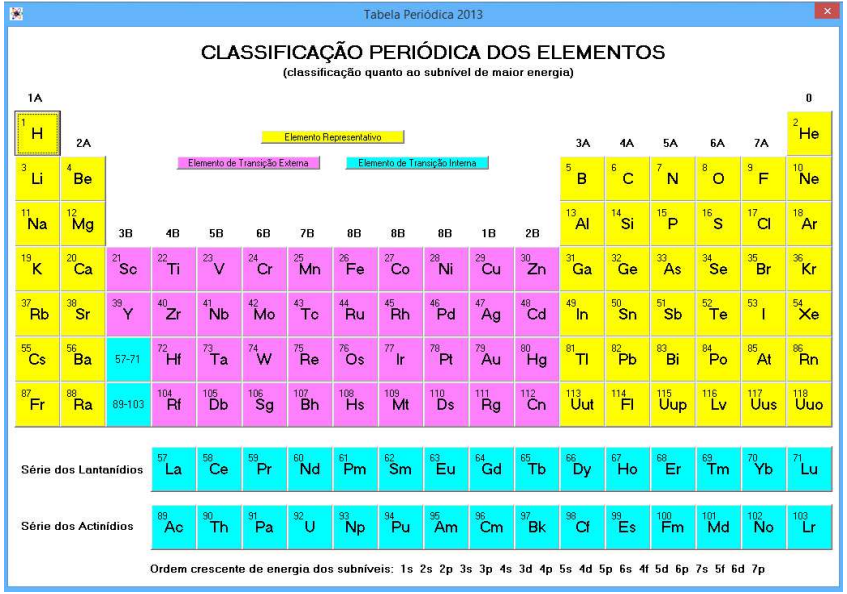 Tabela Periódica 2013
CLASSIFICAÇÃO PERIÓDICA DOS ELEMENTOS
(classificação quanto ao subnível de maior energia)
1A 0
1 H 2A Elemento Representativo 3A 4A 5A 6A 7A 2 He
Elemento de Transição Externa Elemento de Transição Interna
3 Li 4 Be 5 B 6 C 7 N 8 O 9 F 10 Ne
11 Na 12 Mg 3B 4B 5B 6B 7B 8B 8B 8B 1B 2B 13 Al 14 Si 15 P 16 S 17 Cl 18 Ar
19 K 20 Ca 21 Sc 22 Ti 23 V 24 Cr 25 Mn 26 Fe 27 Co 28 Ni 29 Cu 30 Zn 31 Ga 32 Ge 33 As 34 Se 35 Br 36 Kr
37 Rb 38 Sr 39 Y 40 Zr 41 Nb 42 Mo 43 Tc 44 Ru 45 Rh 46 Pd 47 Ag 48 Cd 49 In 50 Sn 51 Sb 52 Te 53 I 54 Xe
55 Cs 56 Ba 57-71 72 Hf 73 Ta 74 W 75 Re 76 Os 77 Ir 78 Pt 79 Au 80 Hg 81 Tl 82 Pb 83 Bi 84 Po 85 At 86 Rn
87 Fr 88 Ra 89-103 104 Rf 105 Db 106 Sg 107 Bh 108 Hs 109 Mt 110 Ds 111 Rg 112 Cn 113 Uut 114 Fl 115 Uup 116 Lv 117 Uus 118 Uuo
Série dos Lantanídios 57 La 58 Ce 59 Pr 60 Nd 61 Pm 62 Sm 63 Eu 64 Gd 65 Tb 66 Dy 67 Ho 68 Er 69 Tm 70 Yb 71 Lu
Série dos Actinídios 89 Ac 90 Th 91 Pa 92 U 93 Np 94 Pu 95 Am 96 Cm 97 Bk 98 Cf 99 Es 100 Fm 101 Md 102 No 103 Lr
Ordem crescente de energia dos subníveis: 1s 2s 2p 3s 3p 4s 3d 4p 5s 4d 5p 6s 4f 5d 6p 7s 5f 6d 7p